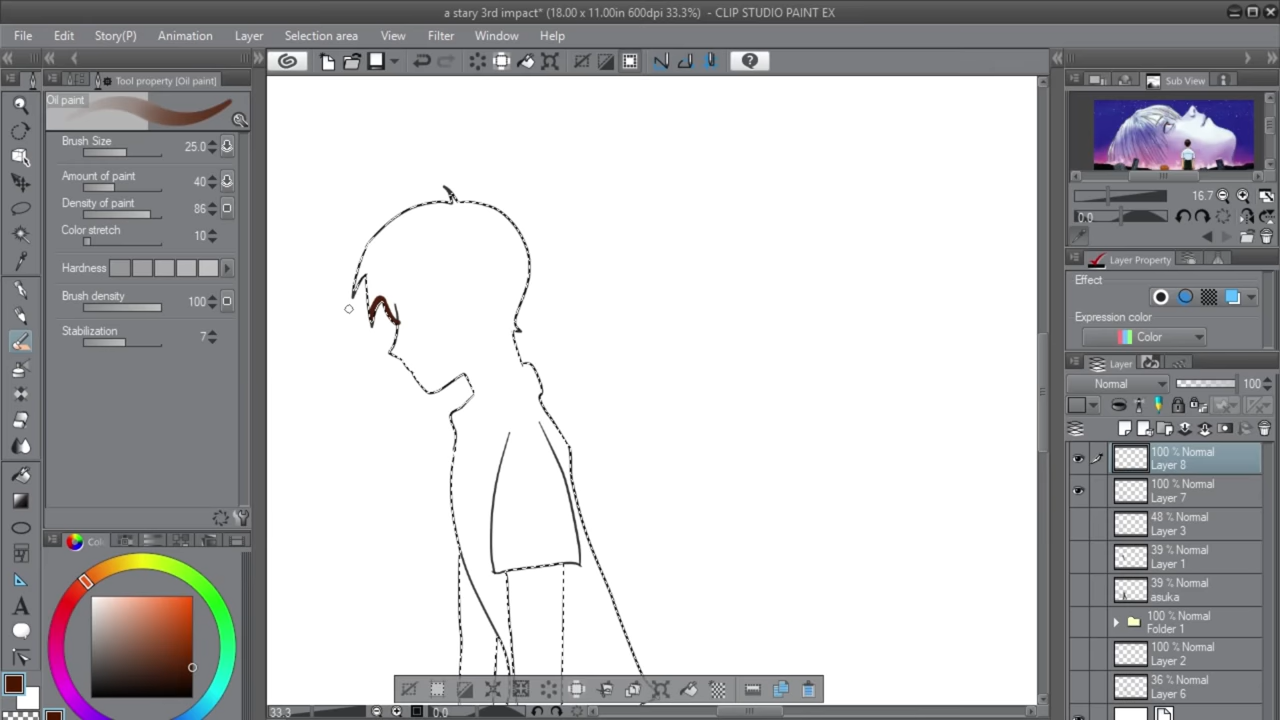 a stary 3rd impact* (18.00 x 11.00in 600dpi 33.3%) - CLIP STUDIO PAINT EX
File Edit Story(P) Animation Layer Selection area View Filter Window Help
Tool property [Oil paint]
Sub View
Oil paint
Brush Size 25.0
Amount of paint 40
Density of paint 86
Color stretch 10
Hardness
Brush density 100
Stabilization 7
16.7
0.0
Layer Property
Effect
Expression color
Color
Layer
Normal 100
100 % Normal
Layer 8
100 % Normal
Layer 7
48 % Normal
Layer 3
39 % Normal
Layer 1
39 % Normal
asuka
100 % Normal
Folder 1
100 % Normal
Layer 2
36 % Normal
Layer 6
33.3 0.0